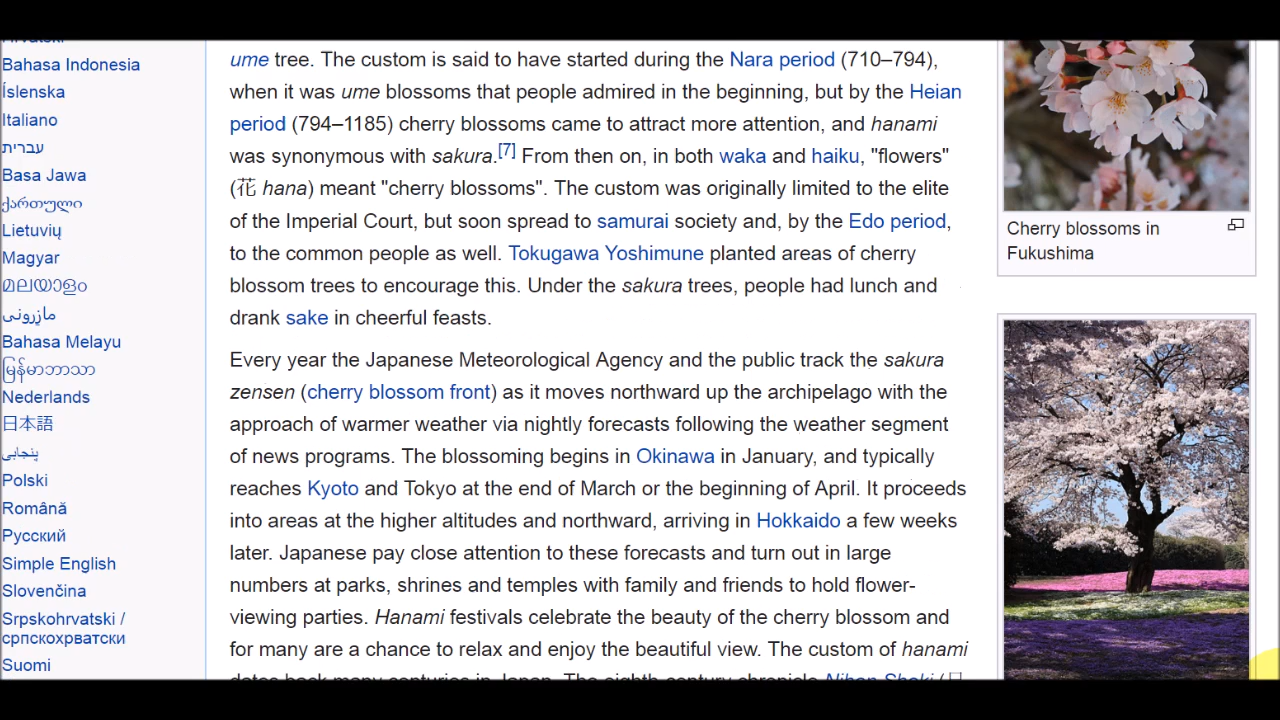 Bahasa Indonesia
Íslenska
Italiano
עברית
Basa Jawa
ქართული
Lietuvių
Magyar
മലയാളം
مازِرونی
Bahasa Melayu
မြန်မာဘာသာ
Nederlands
日本語
پنجابی
Polski
Română
Русский
Simple English
Slovenčina
Srpskohrvatski /
српскохрватски
Suomi
ume tree. The custom is said to have started during the Nara period (710–794),
when it was ume blossoms that people admired in the beginning, but by the Heian
period (794–1185) cherry blossoms came to attract more attention, and hanami
was synonymous with sakura.[7] From then on, in both waka and haiku, "flowers"
(花 hana) meant "cherry blossoms". The custom was originally limited to the elite
of the Imperial Court, but soon spread to samurai society and, by the Edo period,
to the common people as well. Tokugawa Yoshimune planted areas of cherry
blossom trees to encourage this. Under the sakura trees, people had lunch and
drank sake in cheerful feasts.
Every year the Japanese Meteorological Agency and the public track the sakura
zensen (cherry blossom front) as it moves northward up the archipelago with the
approach of warmer weather via nightly forecasts following the weather segment
of news programs. The blossoming begins in Okinawa in January, and typically
reaches Kyoto and Tokyo at the end of March or the beginning of April. It proceeds
into areas at the higher altitudes and northward, arriving in Hokkaido a few weeks
later. Japanese pay close attention to these forecasts and turn out in large
numbers at parks, shrines and temples with family and friends to hold flower-
viewing parties. Hanami festivals celebrate the beauty of the cherry blossom and
for many are a chance to relax and enjoy the beautiful view. The custom of hanami
dates back many centuries in Japan. The eighth-century chronicle Nihon Shoki (
Cherry blossoms in
Fukushima